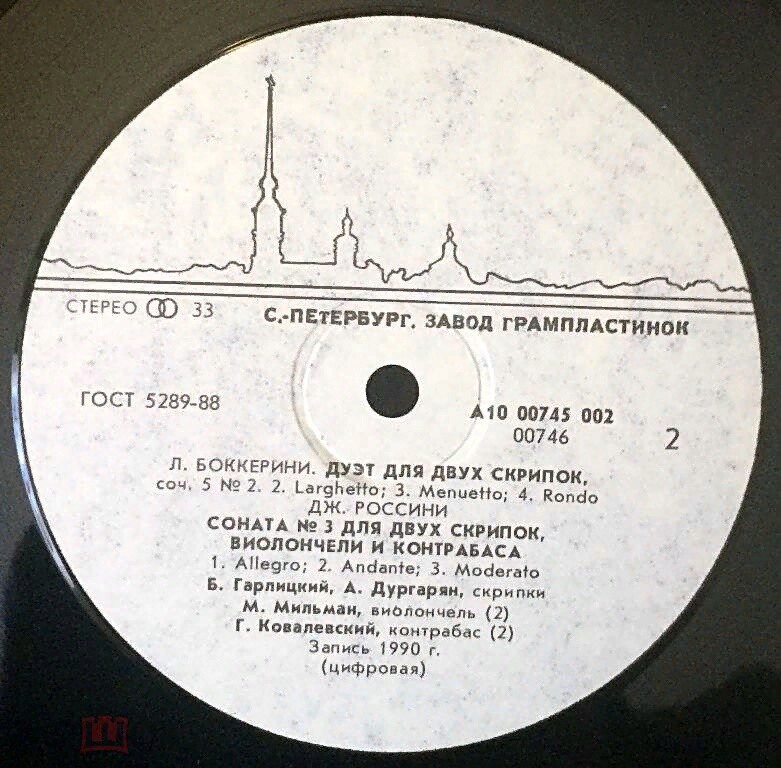 СТЕРЕО 33
С.-ПЕТЕРБУРГ. ЗАВОД ГРАМПЛАСТИНОК
ГОСТ 5289-88
А10 00745 002
00746
2
Л. БОККЕРИНИ. ДУЭТ ДЛЯ ДВУХ СКРИПОК,
соч. 5 № 2. 2. Larghetto; 3. Menuetto; 4. Rondo
ДЖ. РОССИНИ
СОНАТА № 3 ДЛЯ ДВУХ СКРИПОК,
ВИОЛОНЧЕЛИ И КОНТРАБАСА
1. Allegro; 2. Andante; 3. Moderato
Б. Гарлицкий, А. Дургарян, скрипки
М. Мильман, виолончель (2)
Г. Ковалевский, контрабас (2)
Запись 1990 г.
(цифровая)